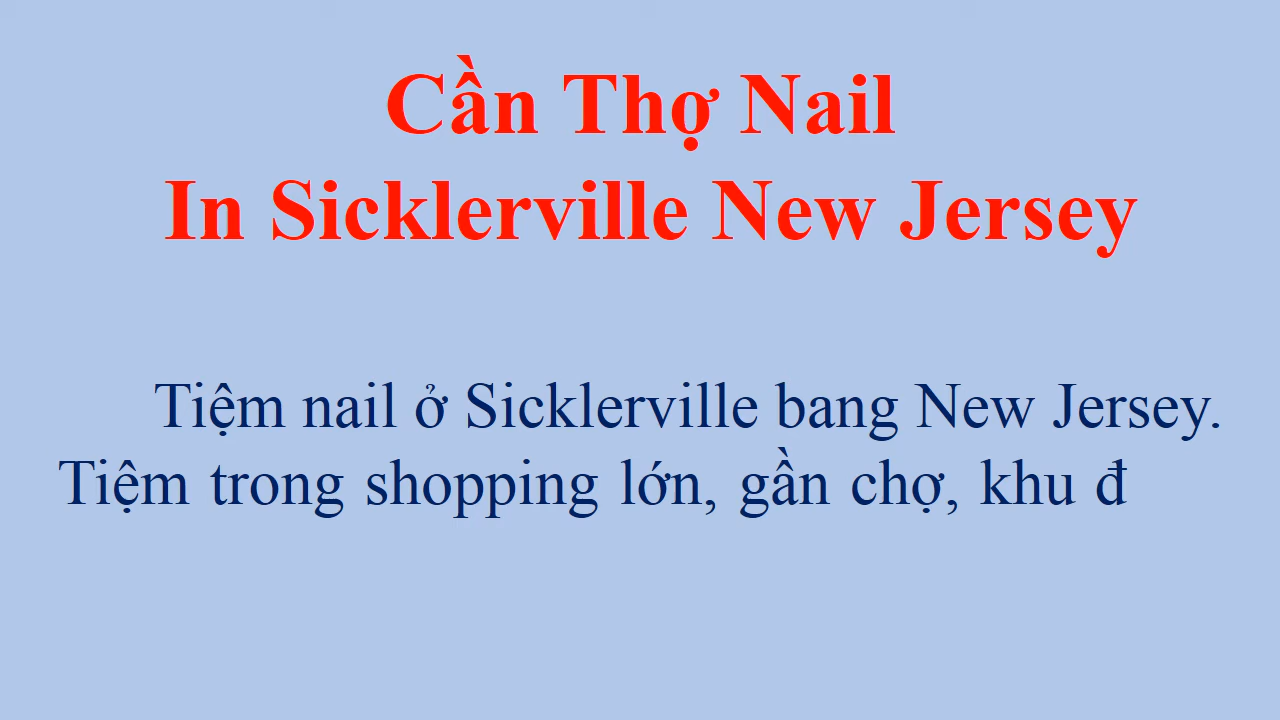 Cần Thợ Nail
In Sicklerville New Jersey
Tiệm nail ở Sicklerville bang New Jersey.
Tiệm trong shopping lớn, gần chợ, khu đ